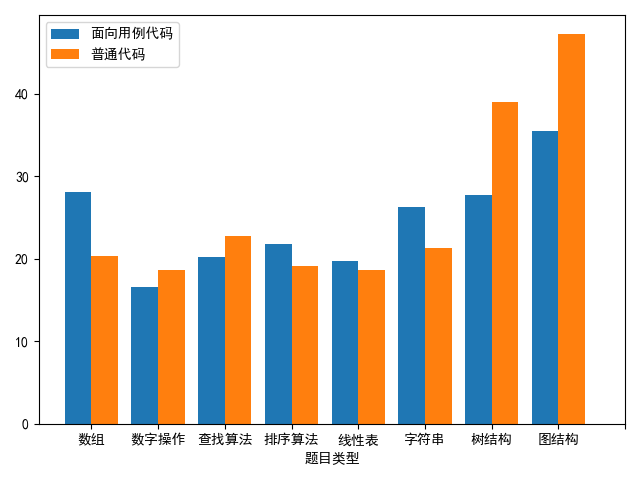 面向用例代码
普通代码
40
30
20
10
0
数组 数字操作 查找算法 排序算法 线性表 字符串 树结构 图结构
题目类型